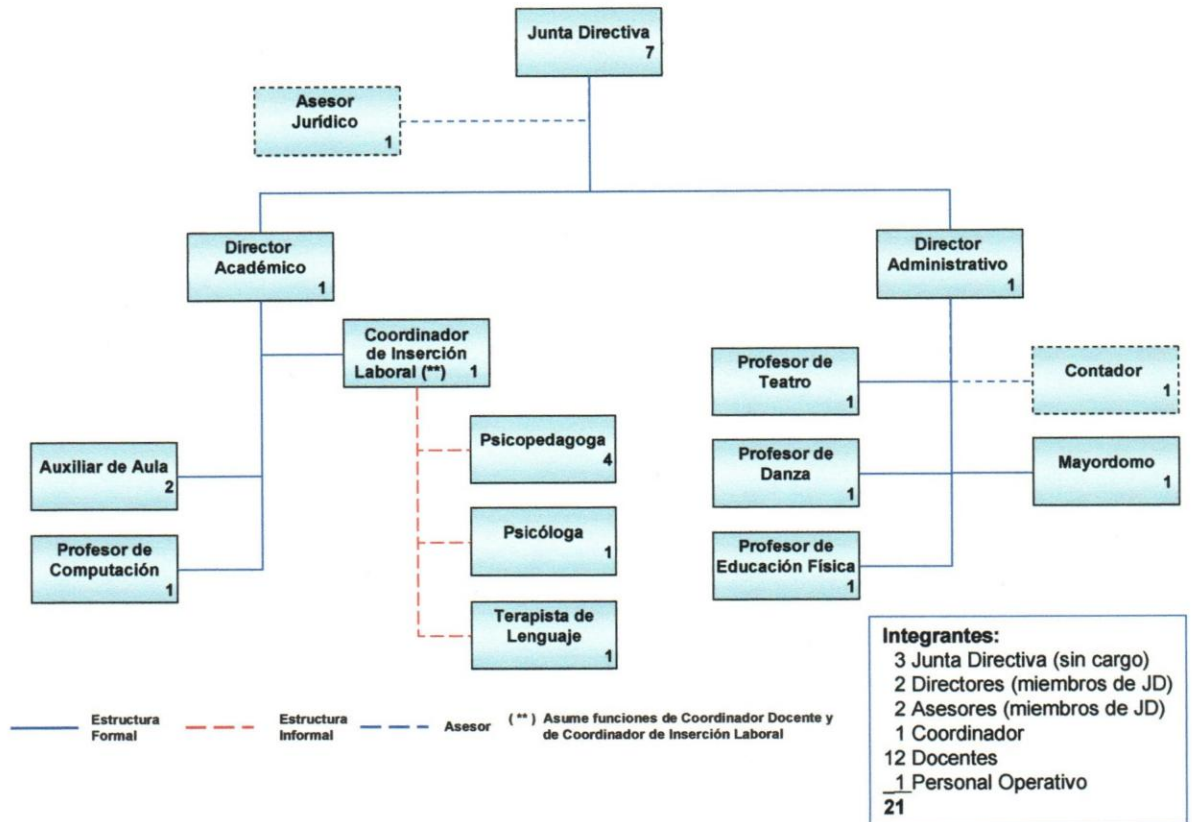 Junta Directiva
7
Asesor
Jurídico
1
Director
Académico
1
Director
Administrativo
1
Coordinador
de Inserción
Laboral (**) 1
Profesor de
Teatro
1
Contador
1
Auxiliar de Aula
2
Psicopedagoga
4
Profesor de
Danza
1
Mayordomo
1
Profesor de
Computación
1
Psicóloga
1
Profesor de
Educación Física
1
Terapista de
Lenguaje
1
Estructura
Formal
Estructura
Informal
Asesor
(**) Asume funciones de Coordinador Docente y
de Coordinador de Inserción Laboral
Integrantes:
3 Junta Directiva (sin cargo)
2 Directores (miembros de JD)
2 Asesores (miembros de JD)
1 Coordinador
12 Docentes
1 Personal Operativo
21